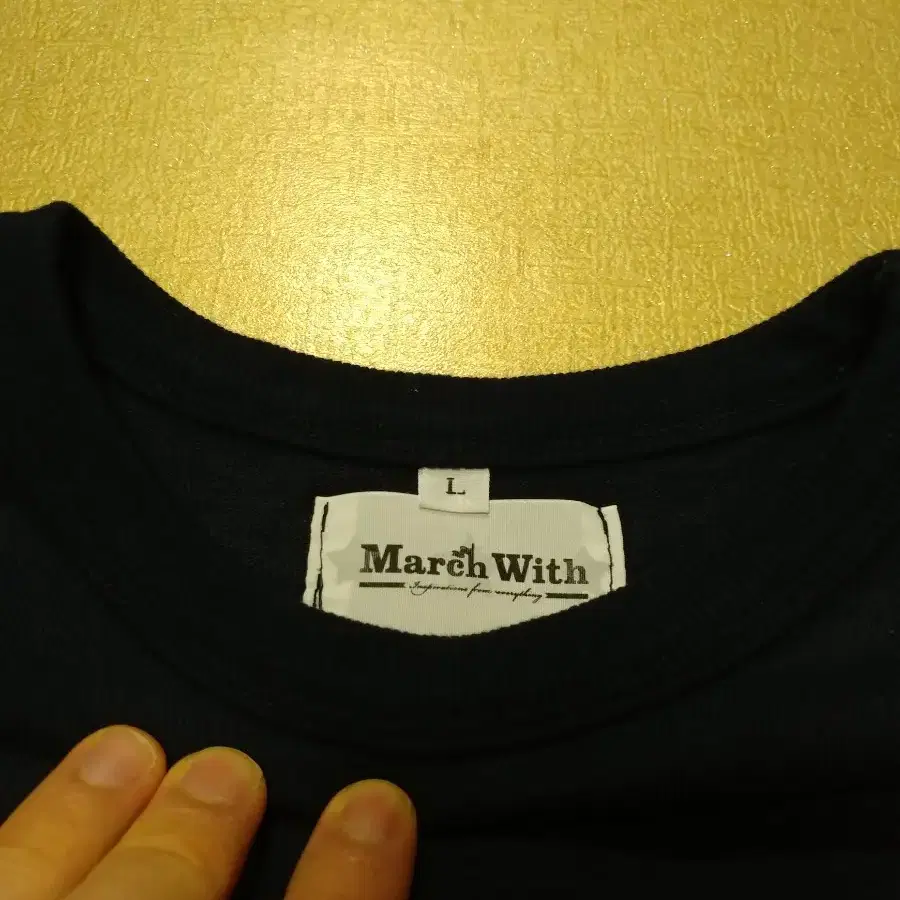 L
March With
Inspirations from everything